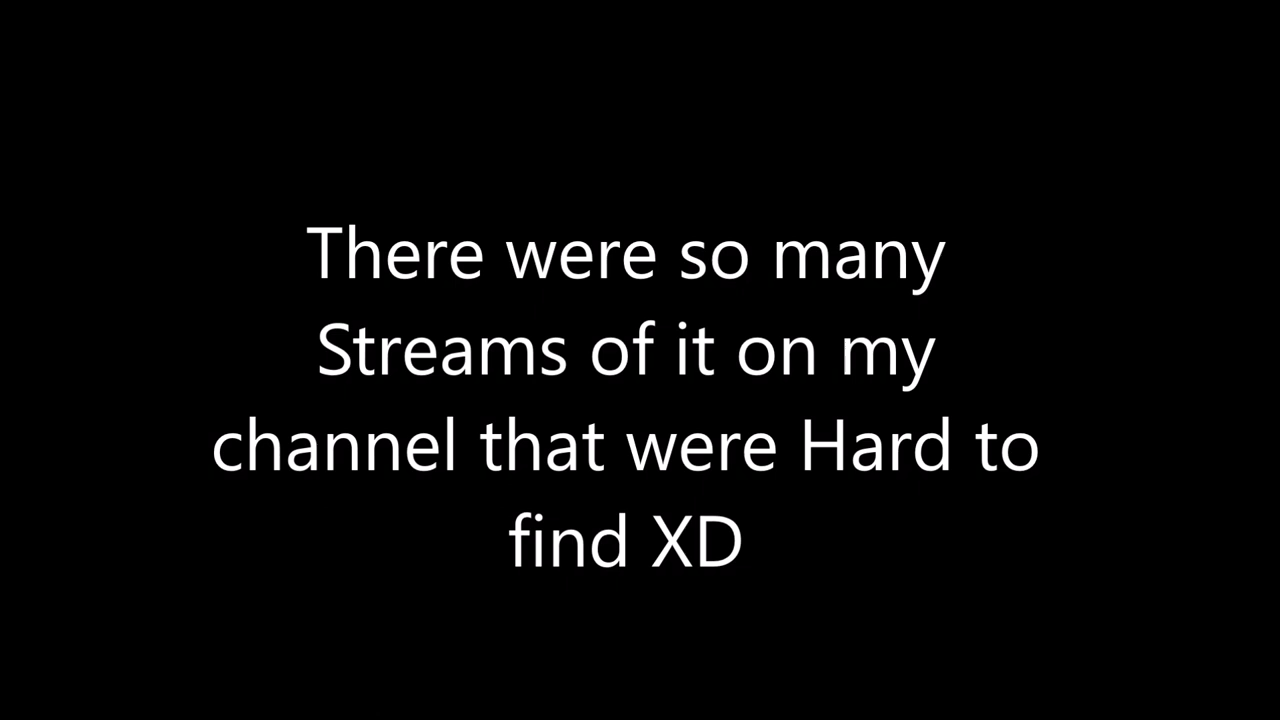 There were so many
Streams of it on my
channel that were Hard to
find XD